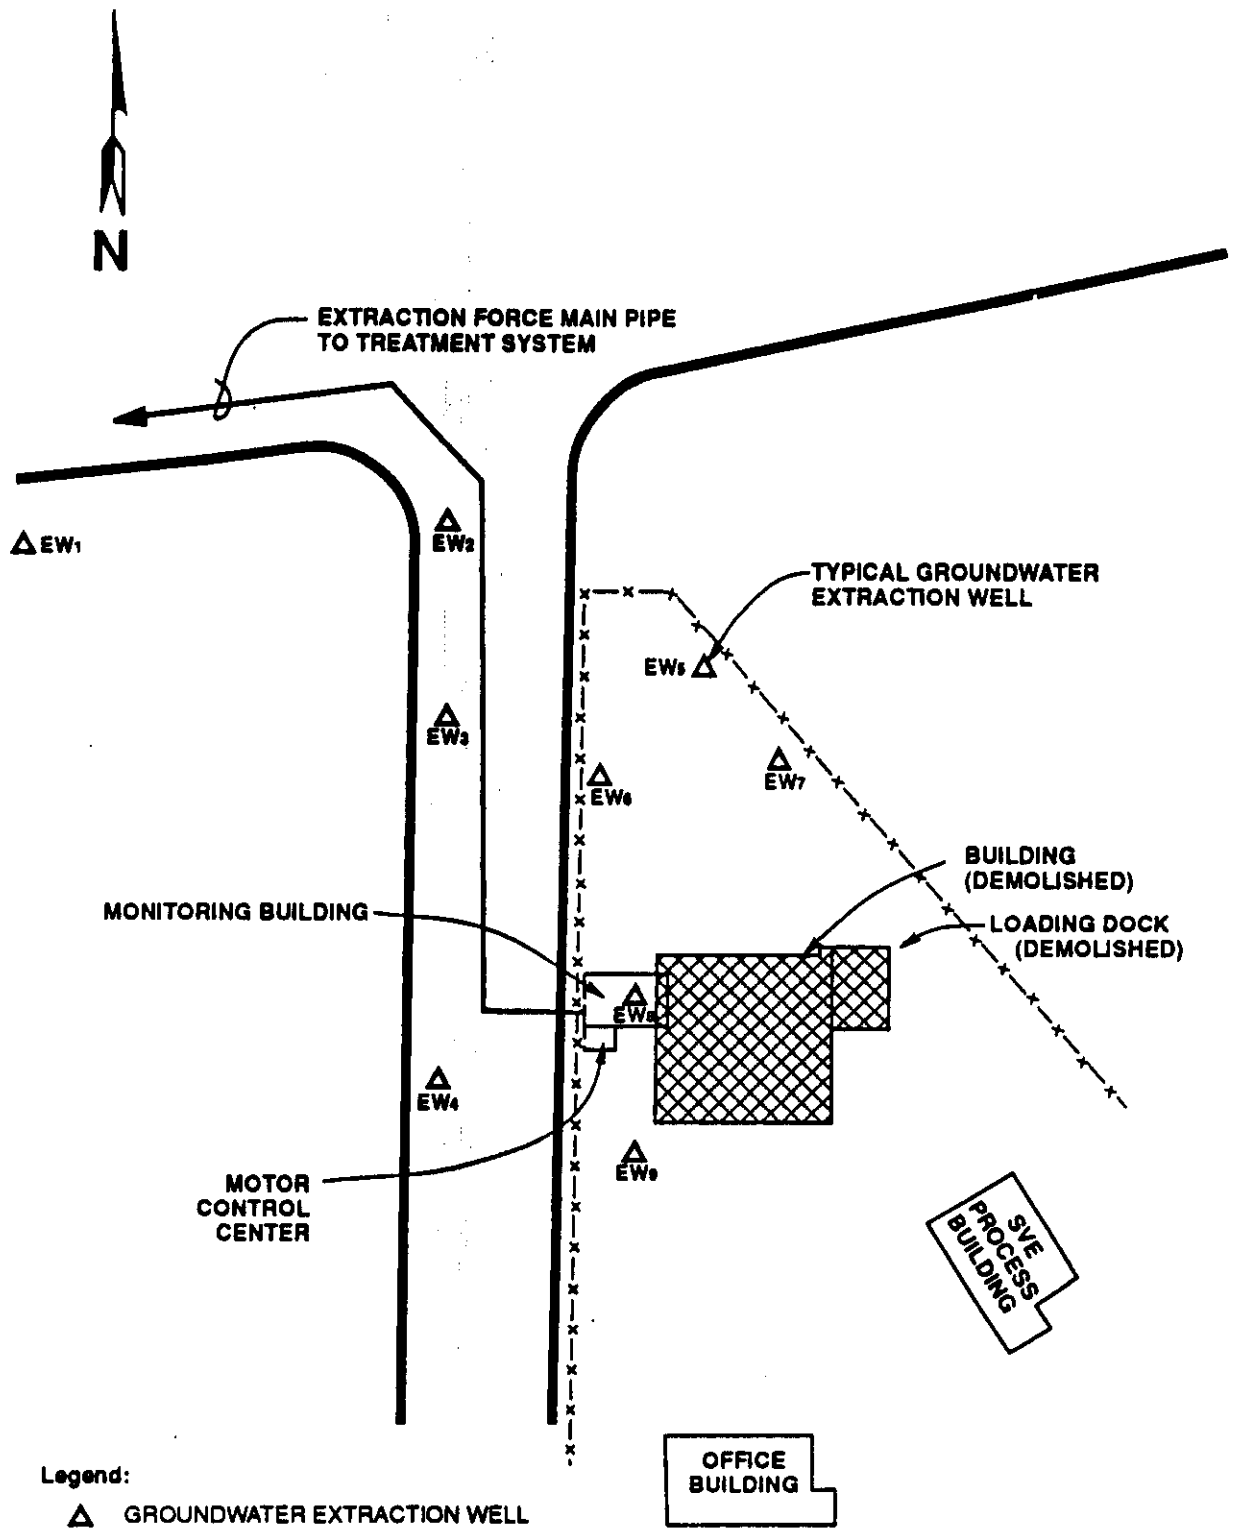 N
EXTRACTION FORCE MAIN PIPE
TO TREATMENT SYSTEM
EW1
EW2
TYPICAL GROUNDWATER
EXTRACTION WELL
EW5
EW3
EW6
EW7
BUILDING
(DEMOLISHED)
MONITORING BUILDING
LOADING DOCK
(DEMOLISHED)
EW8
EW4
EW9
MOTOR
CONTROL
CENTER
SVE
PROCESS
BUILDING
OFFICE
BUILDING
Legend:
GROUNDWATER EXTRACTION WELL